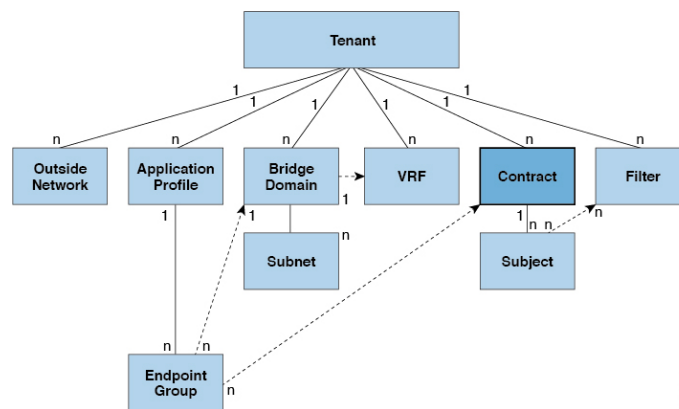 Tenant
1
1
1
1
1
1
n
n
n
n
n
n
Outside
Network
Application
Profile
Bridge
Domain
VRF
Contract
Filter
1
1
1
1
n
n
n
Subnet
n
Subject
n
n
Endpoint
Group
n